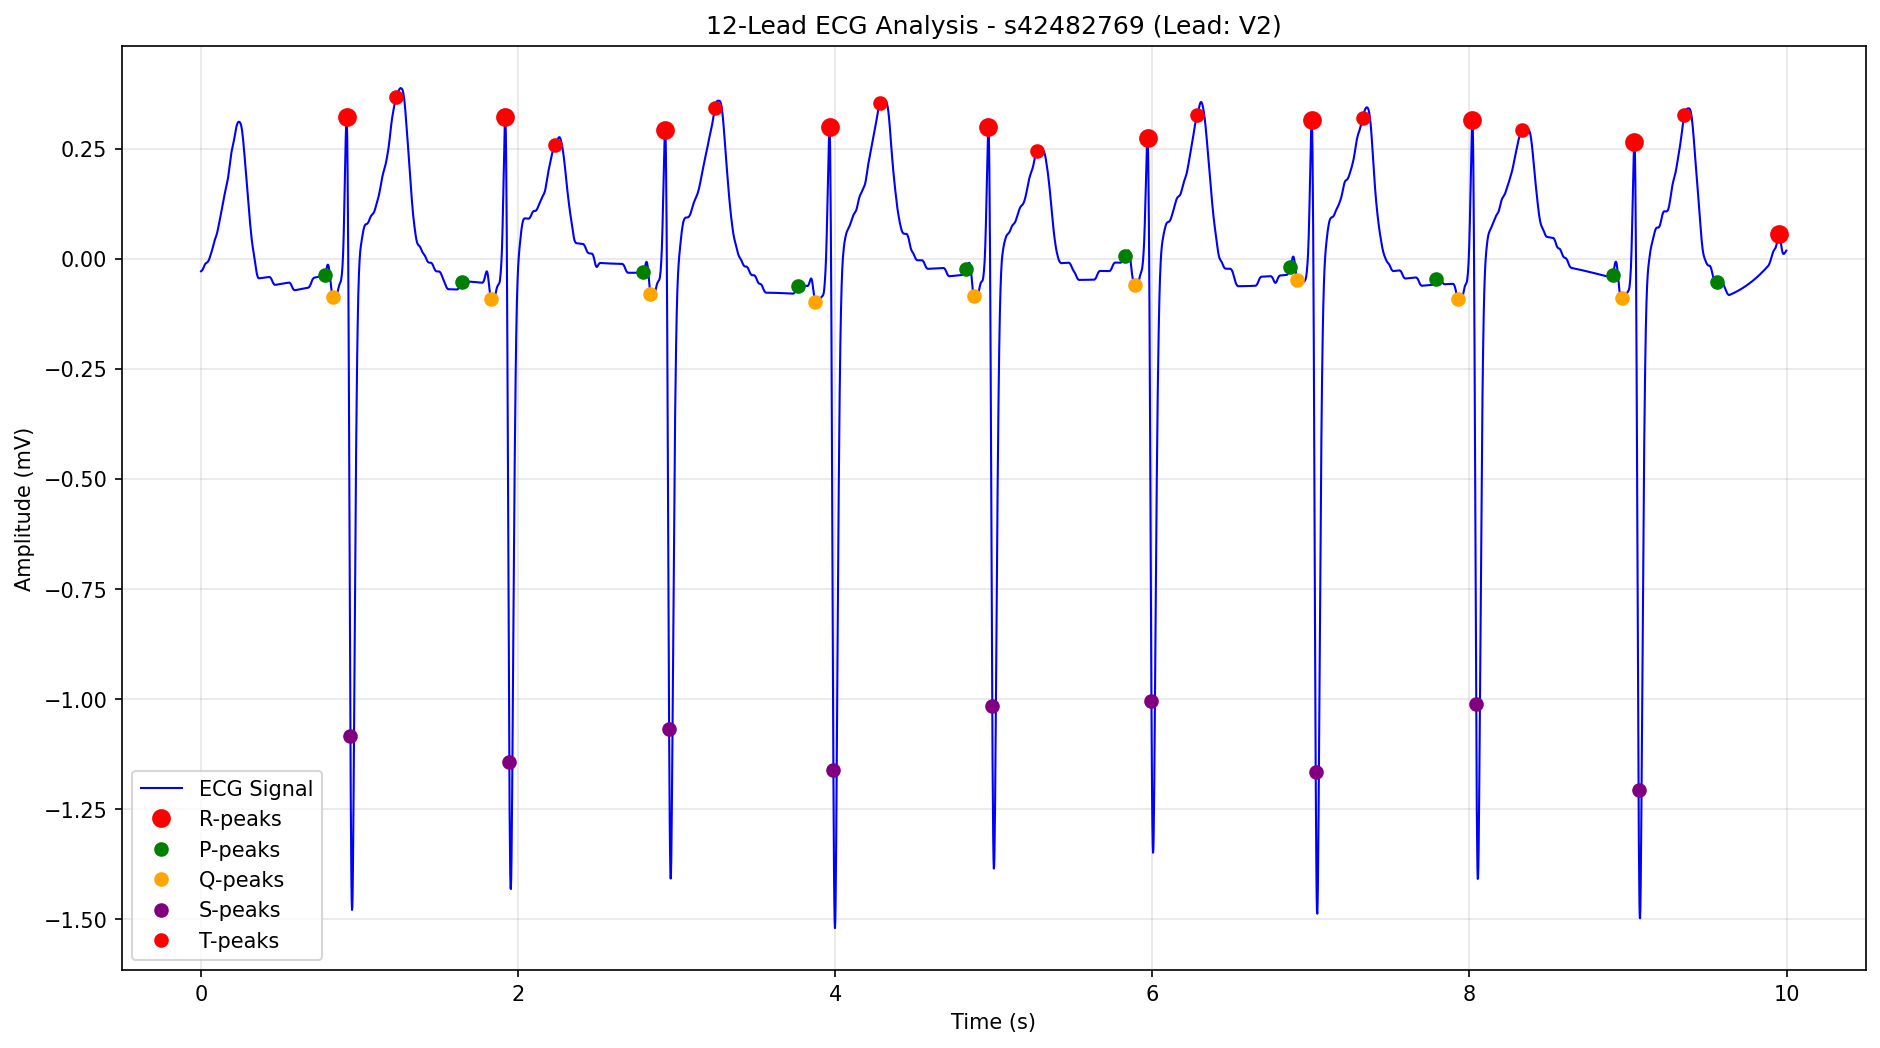 12-Lead ECG Analysis - s42482769 (Lead: V2)
Amplitude (mV)
0.25
0.00
−0.25
−0.50
−0.75
−1.00
−1.25
−1.50
ECG Signal
R-peaks
P-peaks
Q-peaks
S-peaks
T-peaks
0 2 4 6 8 10
Time (s)